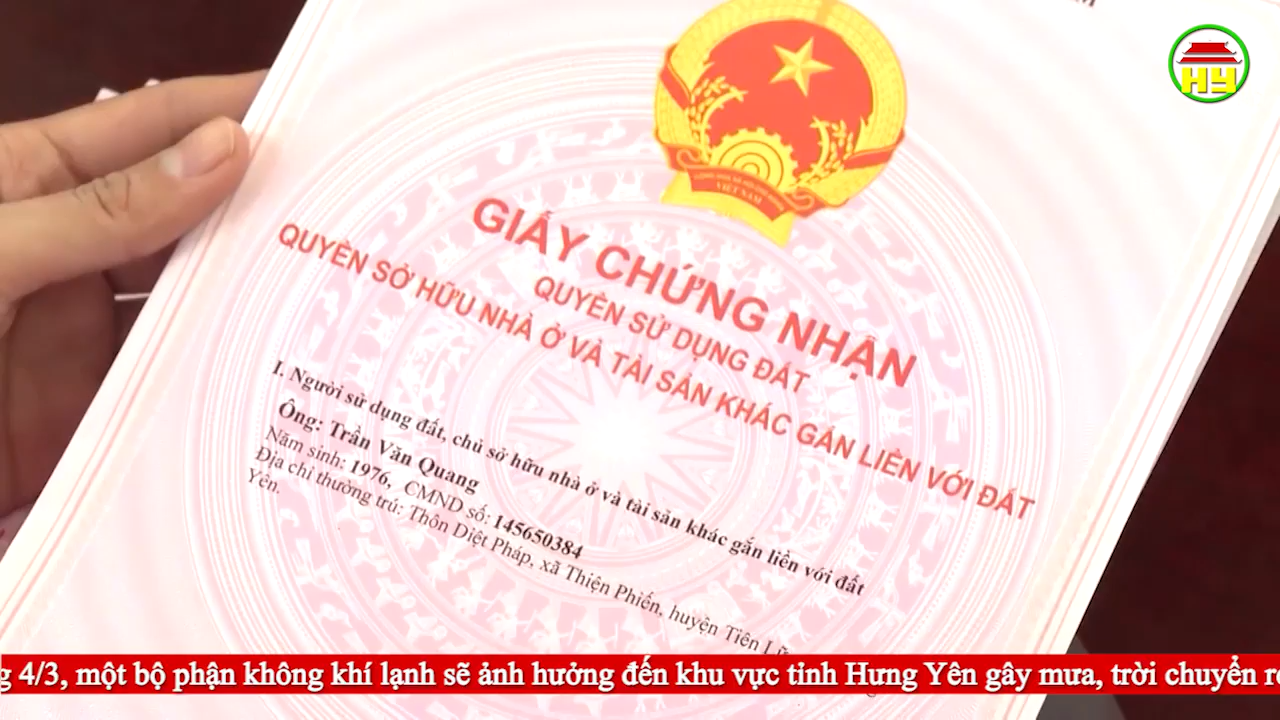 HY
VIỆT NAM
GIẤY CHỨNG NHẬN
QUYỀN SỬ DỤNG ĐẤT
QUYỀN SỞ HỮU NHÀ Ở VÀ TÀI SẢN KHÁC GẮN LIỀN VỚI ĐẤT
I. Người sử dụng đất, chủ sở hữu nhà ở và tài sản khác gắn liền với đất
Ông: Trần Văn Quang
Năm sinh: 1976, CMND số: 145650384
Địa chỉ thường trú: Thôn Diệt Pháp, xã Thiện Phiến, huyện Tiên Lữ
Yên.
g 4/3, một bộ phận không khí lạnh sẽ ảnh hưởng đến khu vực tỉnh Hưng Yên gây mưa, trời chuyển ré